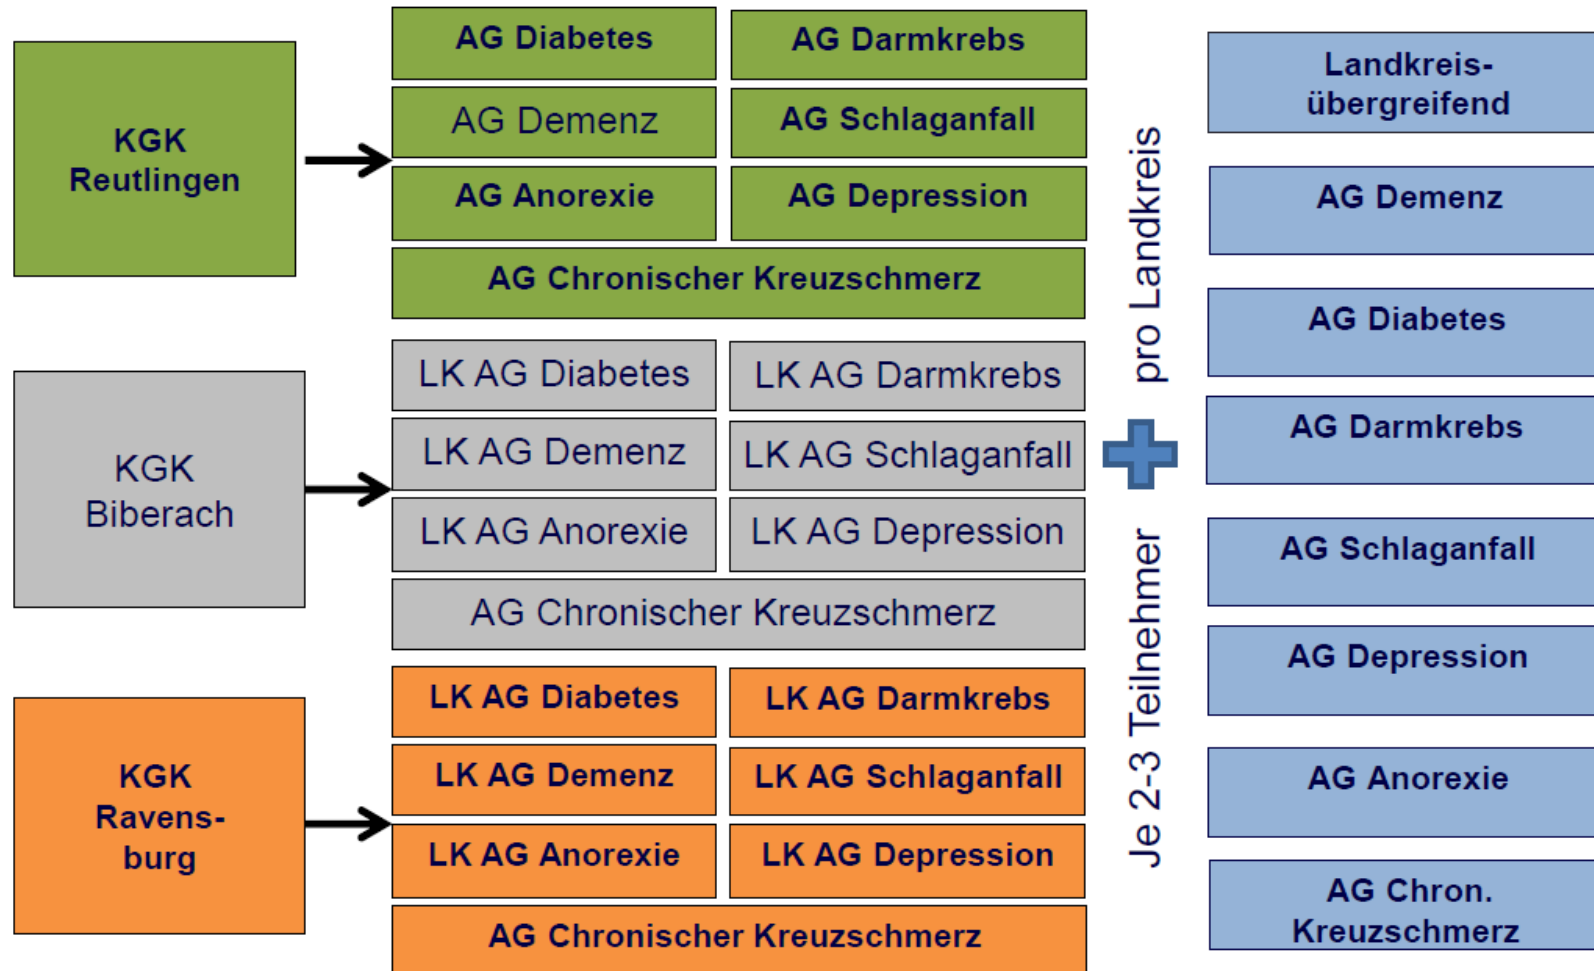 KGK
Reutlingen
AG Diabetes
AG Darmkrebs
AG Demenz
AG Schlaganfall
AG Anorexie
AG Depression
AG Chronischer Kreuzschmerz
KGK
Biberach
LK AG Diabetes
LK AG Darmkrebs
LK AG Demenz
LK AG Schlaganfall
LK AG Anorexie
LK AG Depression
AG Chronischer Kreuzschmerz
KGK
Ravens-
burg
LK AG Diabetes
LK AG Darmkrebs
LK AG Demenz
LK AG Schlaganfall
LK AG Anorexie
LK AG Depression
AG Chronischer Kreuzschmerz
Je 2-3 Teilnehmer pro Landkreis
Landkreis-
übergreifend
AG Demenz
AG Diabetes
AG Darmkrebs
AG Schlaganfall
AG Depression
AG Anorexie
AG Chron.
Kreuzschmerz